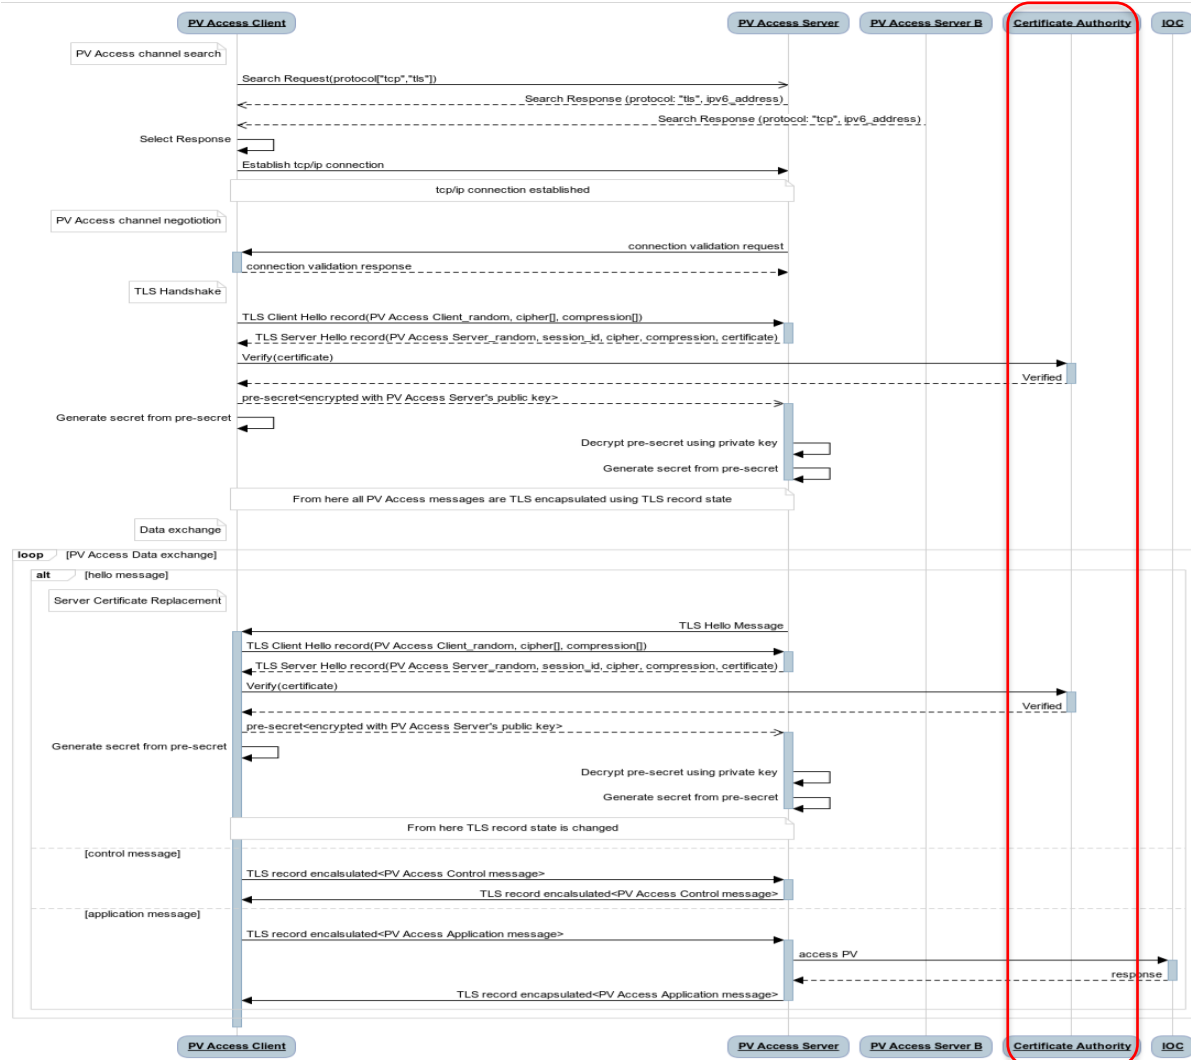 PV Access Client PV Access Server PV Access Server B Certificate Authority IOC
PV Access channel search
Search Request(protocol["tcp","tls"])
Search Response (protocol: "tls", ipv6_address)
Search Response (protocol: "tcp", ipv6_address)
Select Response
Establish tcp/ip connection
tcp/ip connection established
PV Access channel negotiotion
connection validation request
connection validation response
TLS Handshake
TLS Client Hello record(PV Access Client_random, cipher[], compression[])
TLS Server Hello record(PV Access Server_random, session_id, cipher, compression, certificate)
Verify(certificate)
Verified
pre-secret<encrypted with PV Access Server's public key>
Generate secret from pre-secret
Decrypt pre-secret using private key
Generate secret from pre-secret
From here all PV Access messages are TLS encapsulated using TLS record state
Data exchange
loop [PV Access Data exchange]
alt [hello message]
Server Certificate Replacement
TLS Hello Message
TLS Client Hello record(PV Access Client_random, cipher[], compression[])
TLS Server Hello record(PV Access Server_random, session_id, cipher, compression, certificate)
Verify(certificate)
Verified
pre-secret<encrypted with PV Access Server's public key>
Generate secret from pre-secret
Decrypt pre-secret using private key
Generate secret from pre-secret
From here TLS record state is changed
[control message]
TLS record encalsulated<PV Access Control message>
TLS record encalsulated<PV Access Control message>
[application message]
TLS record encalsulated<PV Access Application message>
access PV
response
TLS record encapsulated<PV Access Application message>
PV Access Client PV Access Server PV Access Server B Certificate Authority IOC